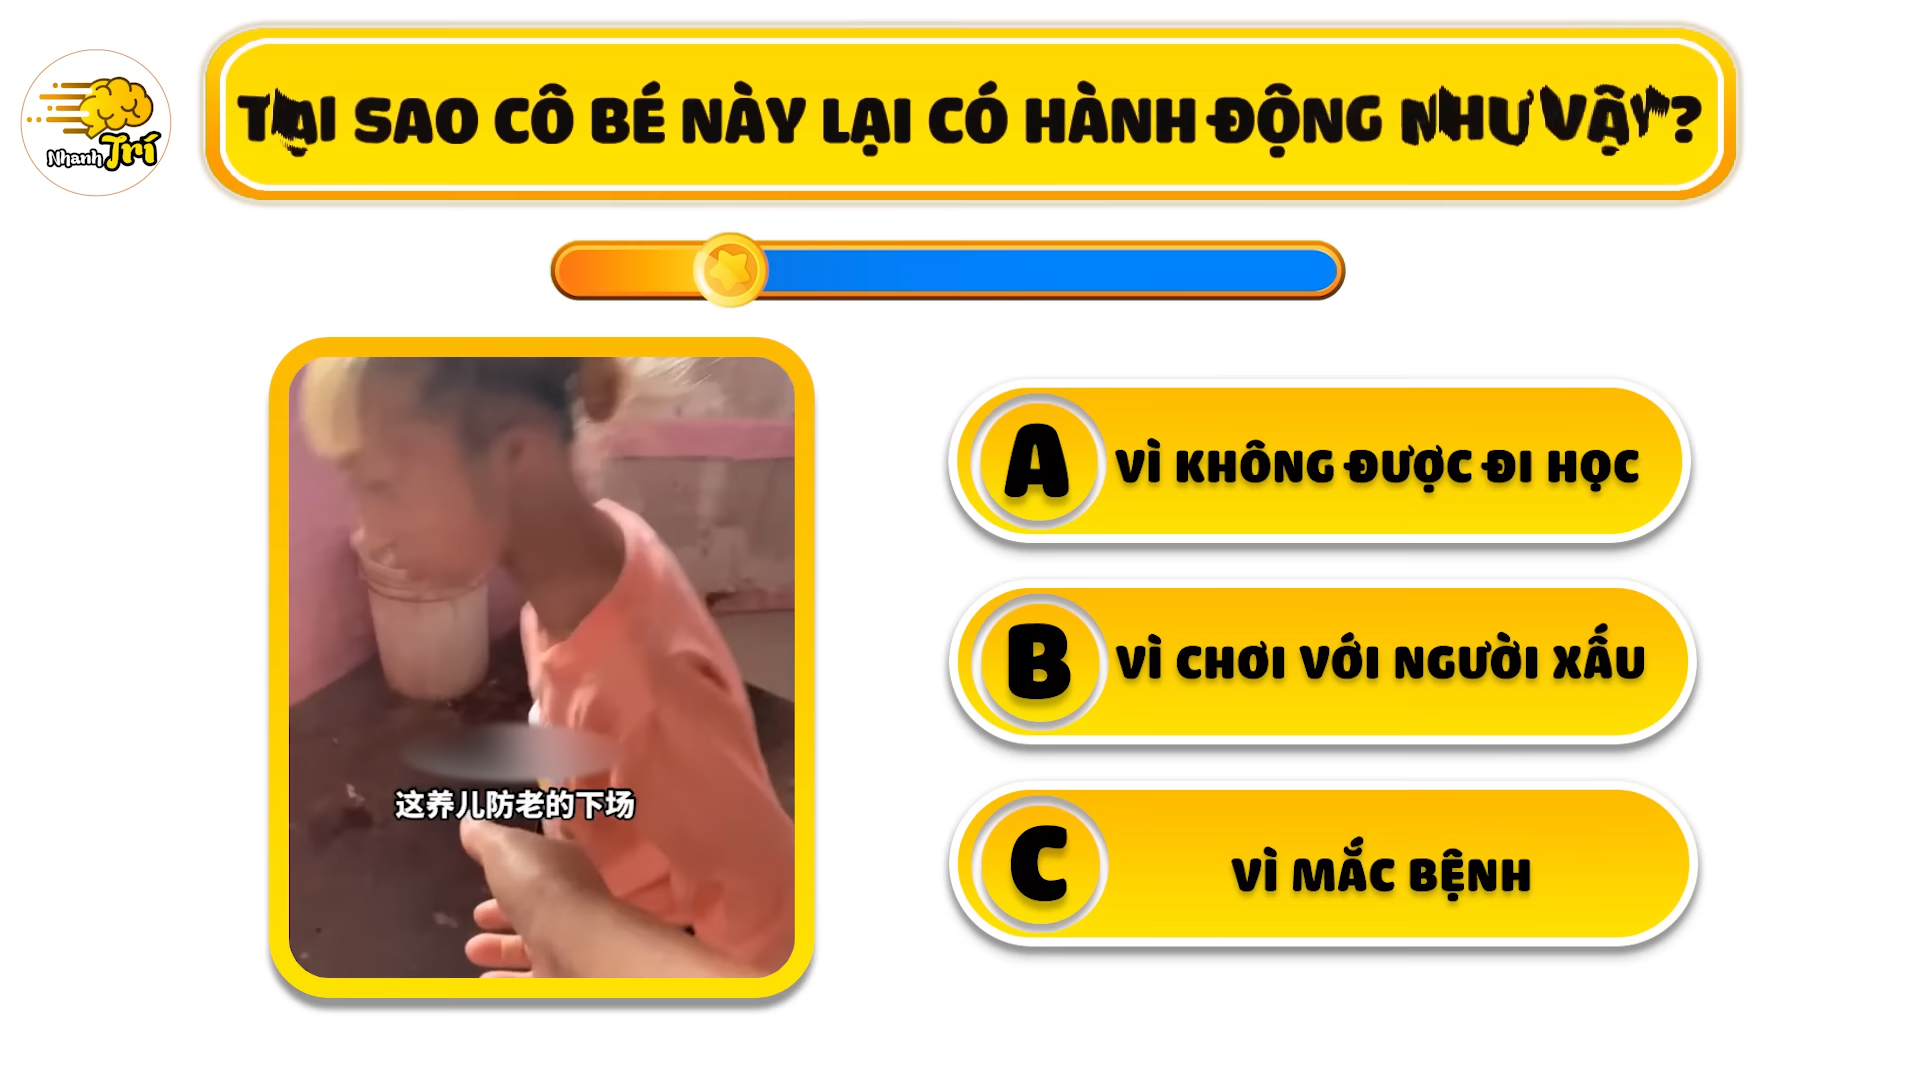 Nhanh Trí
TẠI SAO CÔ BÉ NÀY LẠI CÓ HÀNH ĐỘNG NHƯ VẬY?
A VÌ KHÔNG ĐƯỢC ĐI HỌC
B VÌ CHƠI VỚI NGƯỜI XẤU
这养儿防老的下场
C VÌ MẮC BỆNH